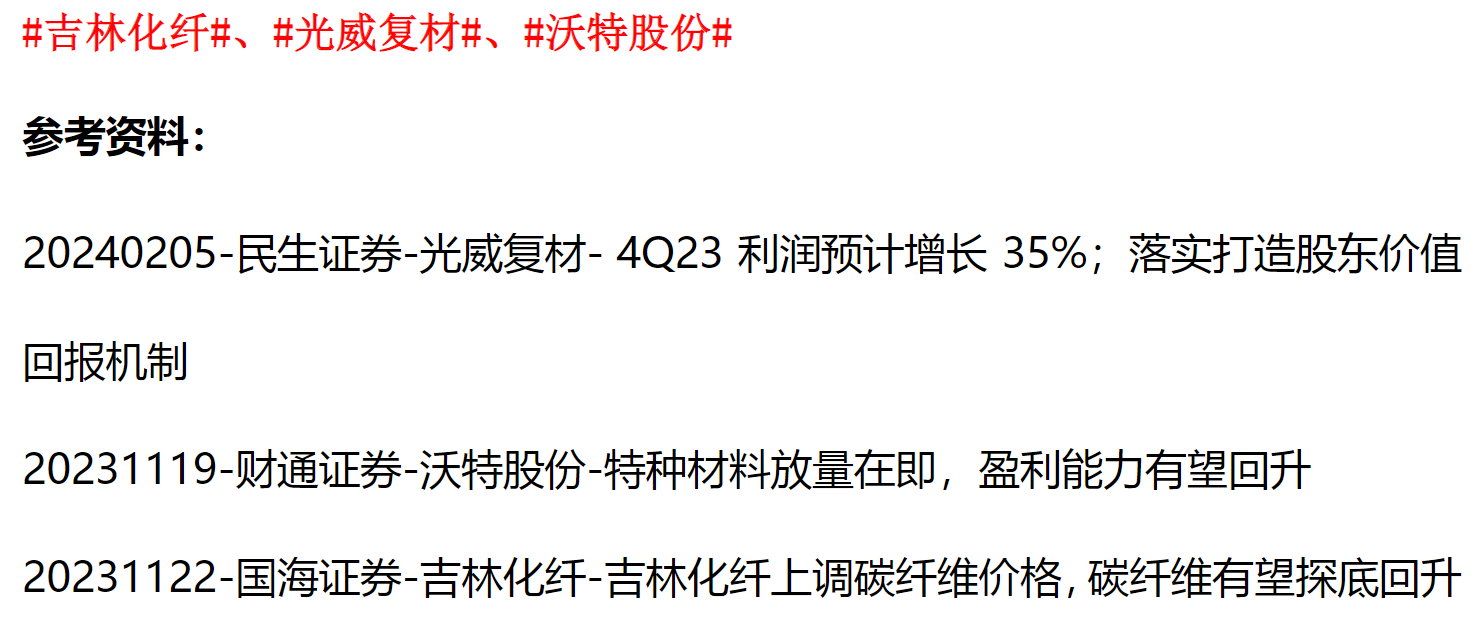 #吉林化纤#、#光威复材#、#沃特股份#
参考资料：
20240205-民生证券-光威复材- 4Q23 利润预计增长 35%；落实打造股东价值
回报机制
20231119-财通证券-沃特股份-特种材料放量在即，盈利能力有望回升
20231122-国海证券-吉林化纤-吉林化纤上调碳纤维价格,碳纤维有望探底回升